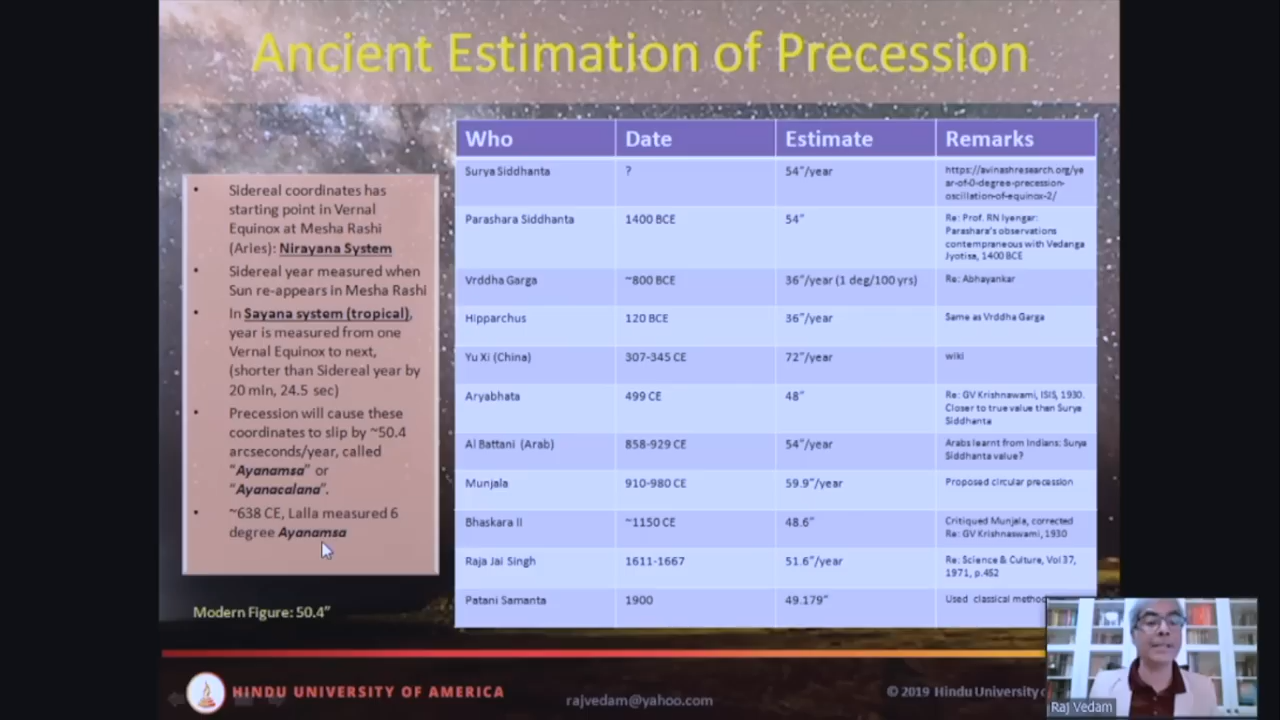 Ancient Estimation of Precession
• Sidereal coordinates has
starting point in Vernal
Equinox at Mesha Rashi
(Aries): Nirayana System
• Sidereal year measured when
Sun re-appears in Mesha Rashi
• In Sayana system (tropical),
year is measured from one
Vernal Equinox to next,
(shorter than Sidereal year by
20 min, 24.5 sec)
• Precession will cause these
coordinates to slip by ~50.4
arcseconds/year, called
"Ayanamsa" or
"Ayanacalana".
• ~638 CE, Lalla measured 6
degree Ayanamsa
Modern Figure: 50.4"
Who Date Estimate Remarks
Surya Siddhanta ? 54"/year https://avinashresearch.org/ye
ar-of-0-degree-precession-
oscillation-of-equinox-2/
Parashara Siddhanta 1400 BCE 54" Re: Prof. RN Iyengar:
Parashara's observations
contempraneous with Vedanga
Jyotisa, 1400 BCE
Vrddha Garga ~800 BCE 36"/year (1 deg/100 yrs) Re: Abhayankar
Hipparchus 120 BCE 36"/year Same as Vrddha Garga
Yu Xi (China) 307-345 CE 72"/year wiki
Aryabhata 499 CE 48" Re: GV Krishnawami, ISIS, 1930.
Closer to true value than Surya
Siddhanta
Al Battani (Arab) 858-929 CE 54"/year Arabs learnt from Indians: Surya
Siddhanta value?
Munjala 910-980 CE 59.9"/year Proposed circular precession
Bhaskara II ~1150 CE 48.6" Critiqued Munjala, corrected
Re: GV Krishnaswami, 1930
Raja Jai Singh 1611-1667 51.6"/year Re: Science & Culture, Vol 37,
1971, p.452
Patani Samanta 1900 49.179" Used classical
HINDU UNIVERSITY OF AMERICA
rajvedam@yahoo.com
© 2019 Hindu University
Raj Vedam